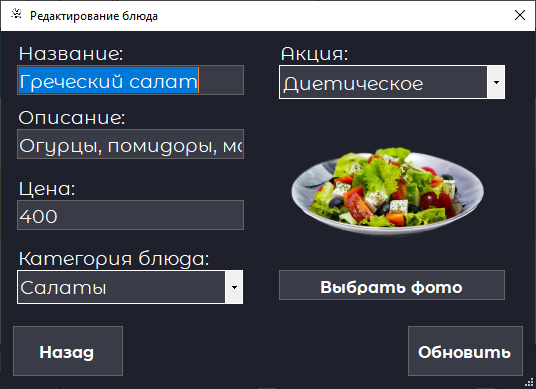 Редактирование блюда
Название:
Греческий салат
Описание:
Огурцы, помидоры, мо
Цена:
400
Категория блюда:
Салаты
Акция:
Диетическое
Выбрать фото
Назад
Обновить